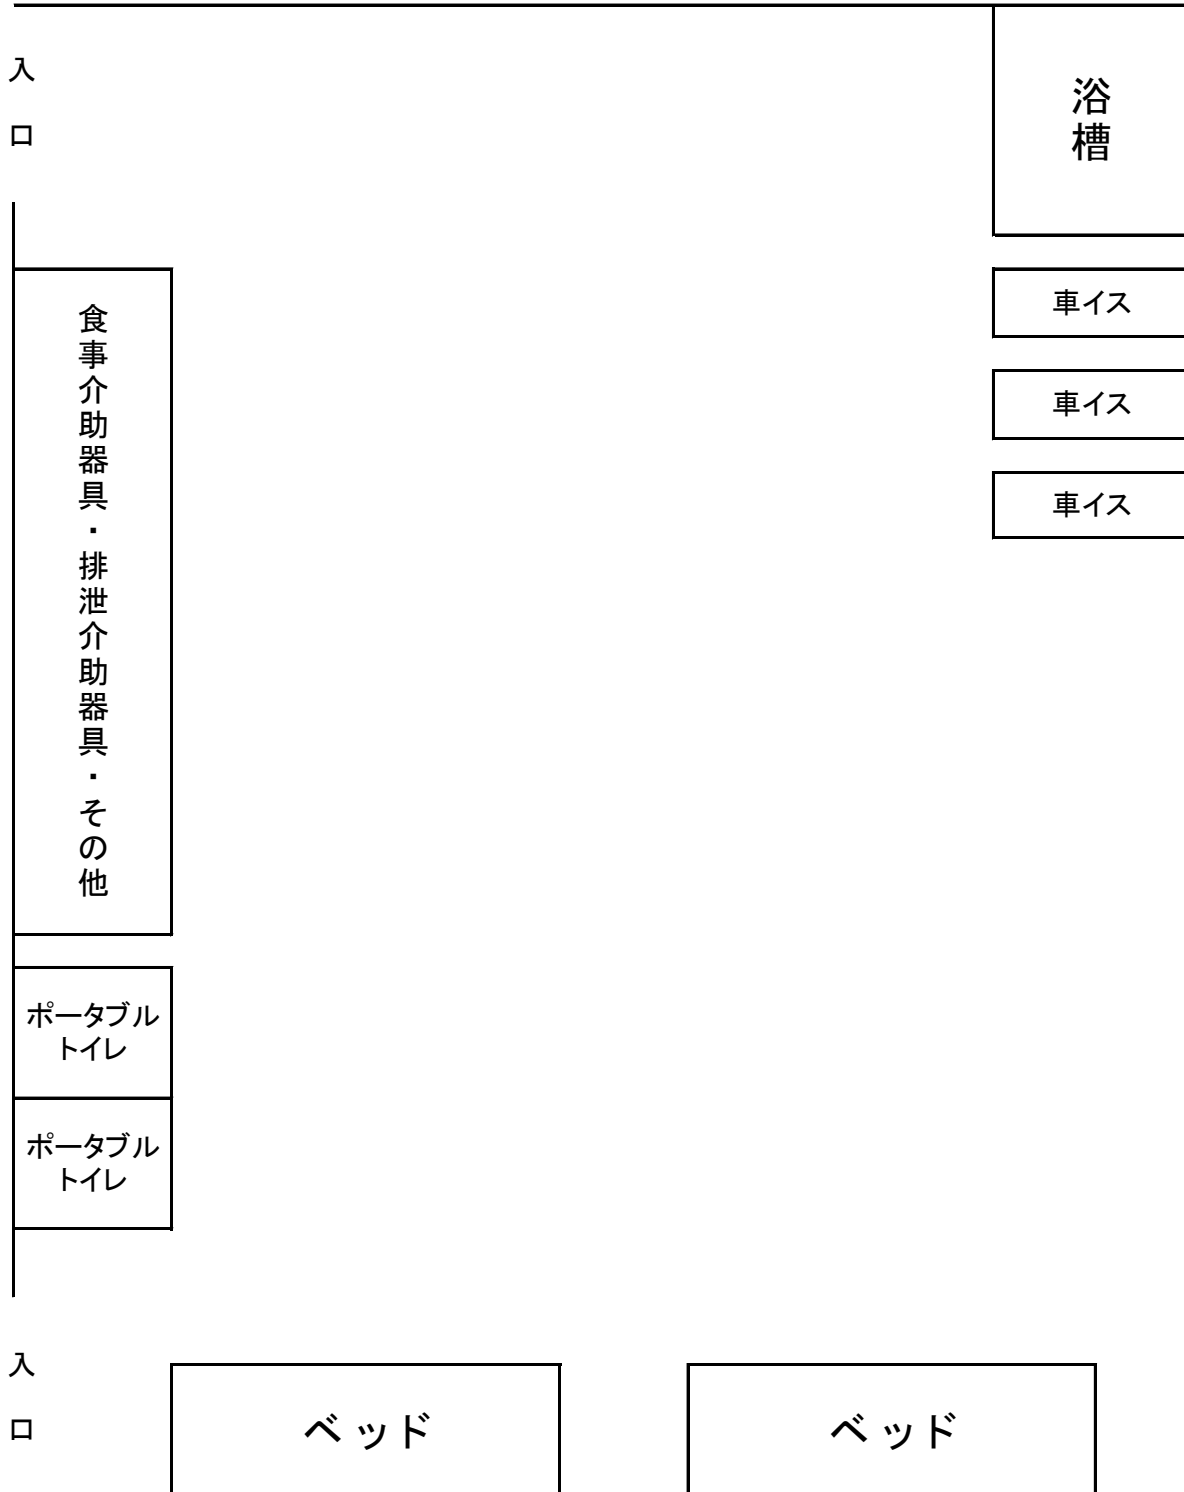 入口
浴槽
車イス
車イス
車イス
食事介助器具・排泄介助器具・その他
ポータブル
トイレ
ポータブル
トイレ
入口
ベッド
ベッド